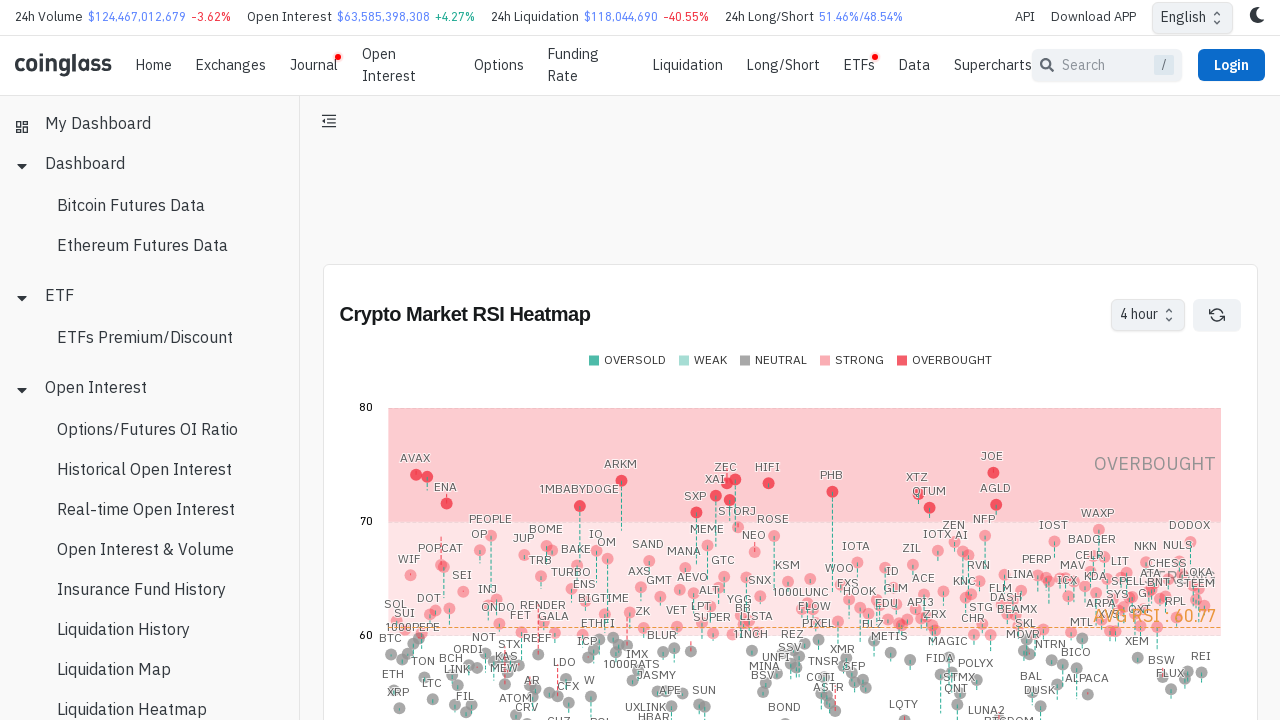 24h Volume $124,467,012,679 -3.62% Open Interest $63,585,398,308 +4.27% 24h Liquidation $118,044,690 -40.55% 24h Long/Short 51.46%/48.54% API Download APP English
coinglass Home Exchanges Journal Open Interest Options Funding Rate Liquidation Long/Short ETFs Data Supercharts Search / Login
My Dashboard
Dashboard
Bitcoin Futures Data
Ethereum Futures Data
ETF
ETFs Premium/Discount
Open Interest
Options/Futures OI Ratio
Historical Open Interest
Real-time Open Interest
Open Interest & Volume
Insurance Fund History
Liquidation History
Liquidation Map
Liquidation Heatmap
Crypto Market RSI Heatmap 4 hour
OVERSOLD WEAK NEUTRAL STRONG OVERBOUGHT
80
AVAX ARKM ZEC HIFI JOE OVERBOUGHT
ENA 1MBABYDOGE XAI PHB XTZ AGLD
SXP QTUM
70
PEOPLE STORJ ROSE NFP WAXP
OP JUP BOME IO MEME NEO ZEN IOST DODOX
WIF POPCAT TRB BAKE OM SAND MANA GTC IOTA ZIL IOTX AI BADGER NKN NULS
SEI TURBO AXS GMT AEVO SNX KSM WOO ID ACE RVN PERP CELR LIT CHESS
ENS ALT 1000LUNC EXS HOOK GLM KNC LINA MAV ICX KDA ATA LOKA
SOL DOT INJ BIGTIME YGG EDU API3 FLM DASH SPELL BNT STEEM
SUI ONDO RENDER ZK VET LPT BB FLOW ZRX STG BEAMX ARPA SYS RPL
1000PEPE FET GALA ETHFI SUPER LISTA PIXEL BLZ CHR SKL MTL
60
BTC NOT REEF BLUR 1INCH REZ METIS MAGIC MOVR XEM
ORDI STX ICP SSV XMR NTRN
TON BCH KAS LDO IMX UNFI TNSR FIDA POLYX BICO BSW REI
ETH LINK MEW 1000RATS MINA SFP
LTC AR W JASMY BSV COTI STMX BAL ALPACA FLUX
XRP FIL ATOM CFX APE SUN ASTR QNT DUSK
CRV UXLINK BOND LQTY LUNA2
HBAR